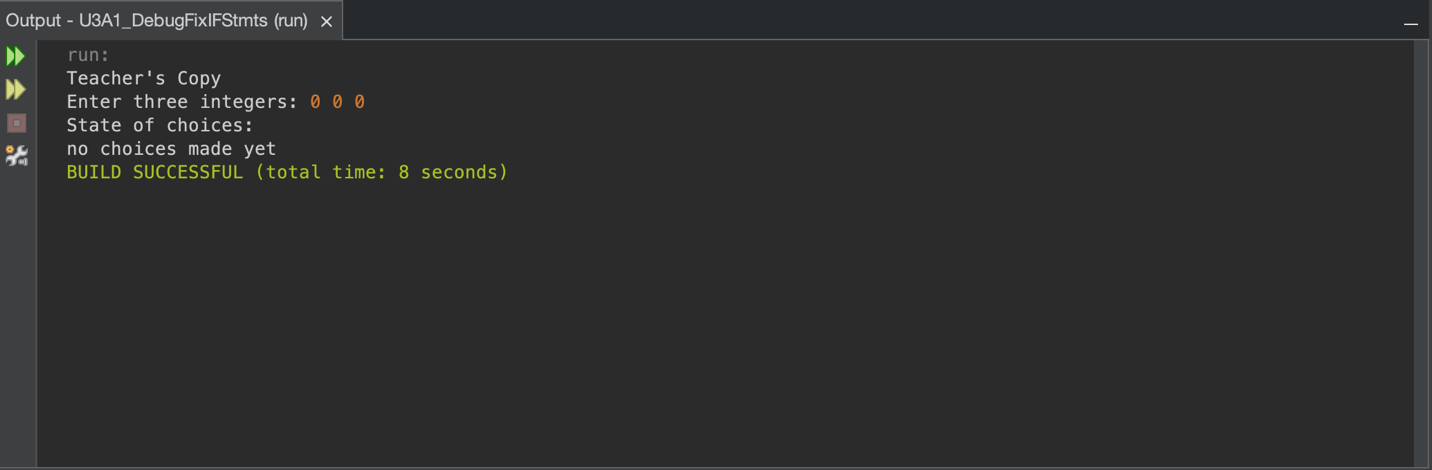 Output - U3A1_DebugFixIFStmts (run)
run:
Teacher's Copy
Enter three integers: 0 0 0
State of choices:
no choices made yet
BUILD SUCCESSFUL (total time: 8 seconds)